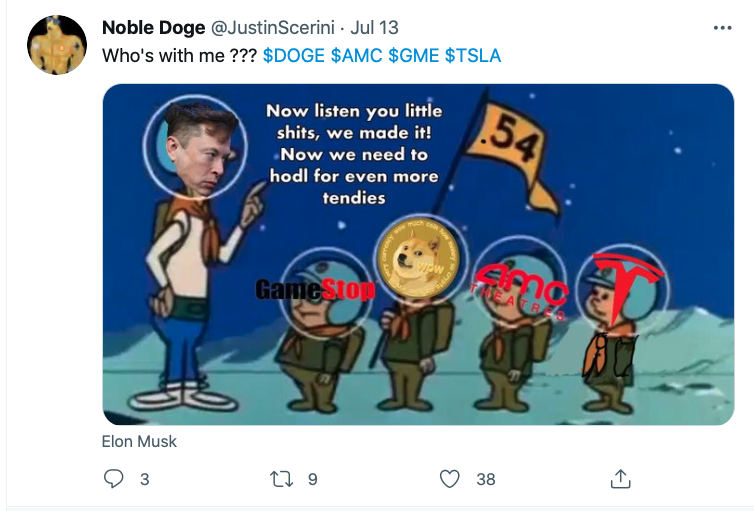 Noble Doge @JustinScerini · Jul 13
Who's with me ??? $DOGE $AMC $GME $TSLA
Now listen you little
shits, we made it!
Now we need to
hodl for even more
tendies
.54
GameStop
wow
amc
THEATRES
Elon Musk
3 9 38